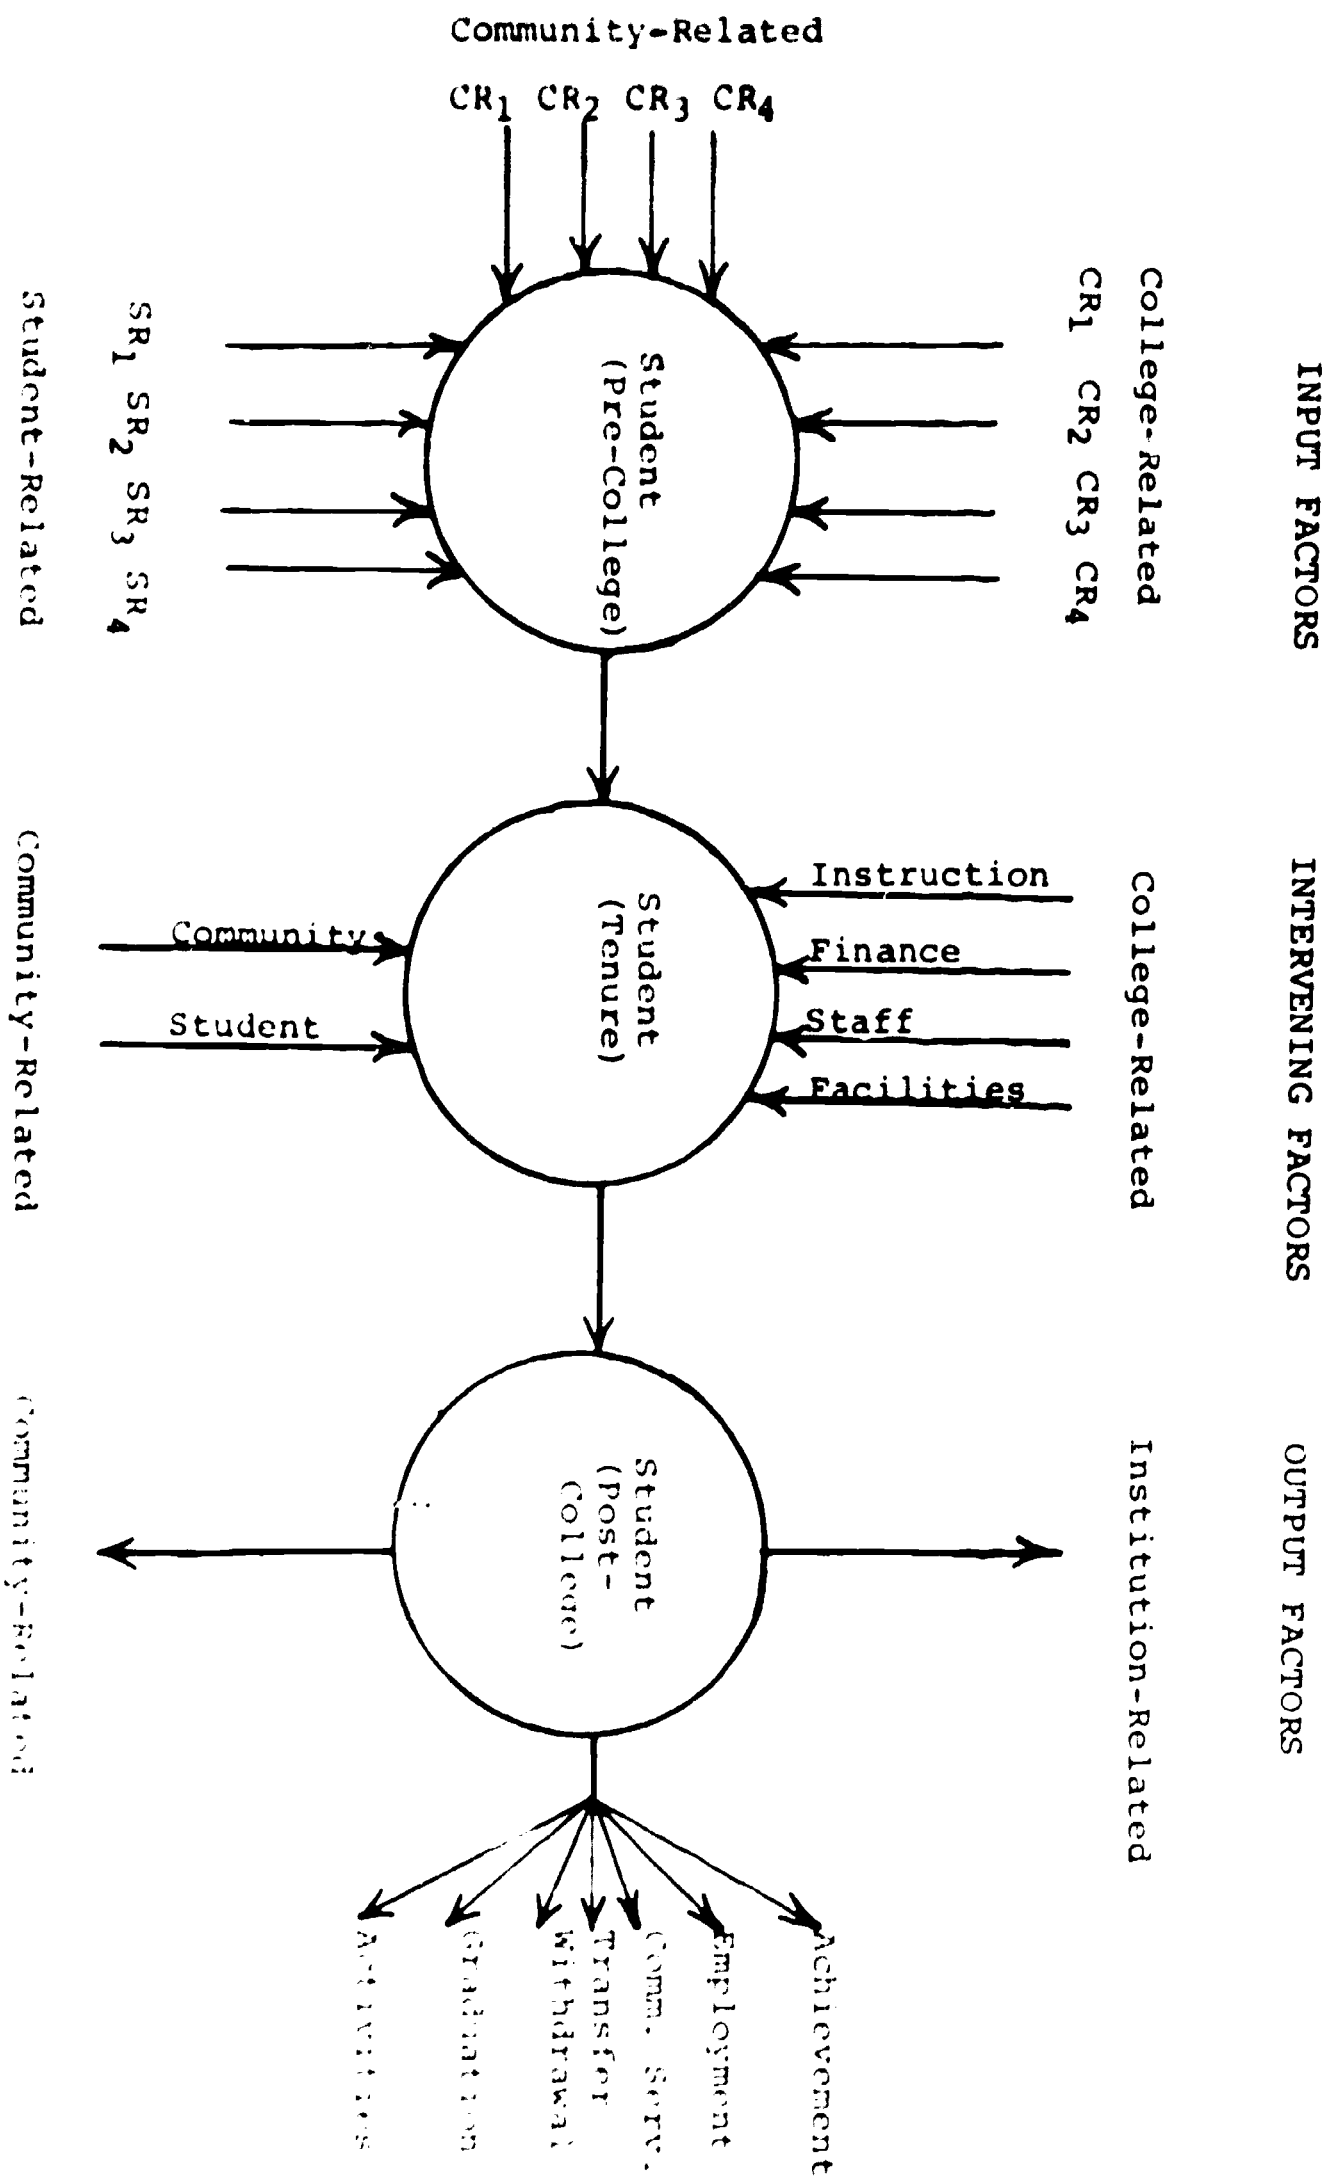 INPUT FACTORS
INTERVENING FACTORS
OUTPUT FACTORS
College-Related
CR1 CR2 CR3 CR4
Community-Related
CR1 CR2 CR3 CR4
Student
(Pre-College)
SR1 SR2 SR3 SR4
Student-Related
College-Related
Instruction
Finance
Staff
Facilities
Student
(Tenure)
Community
Student
Community-Related
Institution-Related
Student
(Post-
College)
Achievement
Employment
Comm. Serv.
Transfer
Withdrawal
Graduation
Activities
Community-Related